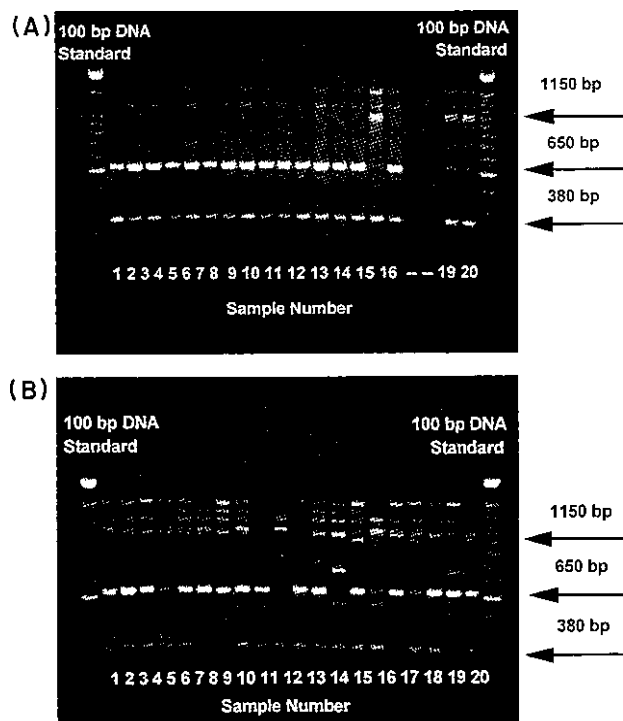 (A)
100 bp DNA
Standard
100 bp DNA
Standard
1150 bp
650 bp
380 bp
1 2 3 4 5 6 7 8 9 10 11 12 13 14 15 16 -- -- 19 20
Sample Number
(B)
100 bp DNA
Standard
100 bp DNA
Standard
1150 bp
650 bp
380 bp
1 2 3 4 5 6 7 8 9 10 11 12 13 14 15 16 17 18 19 20
Sample Number